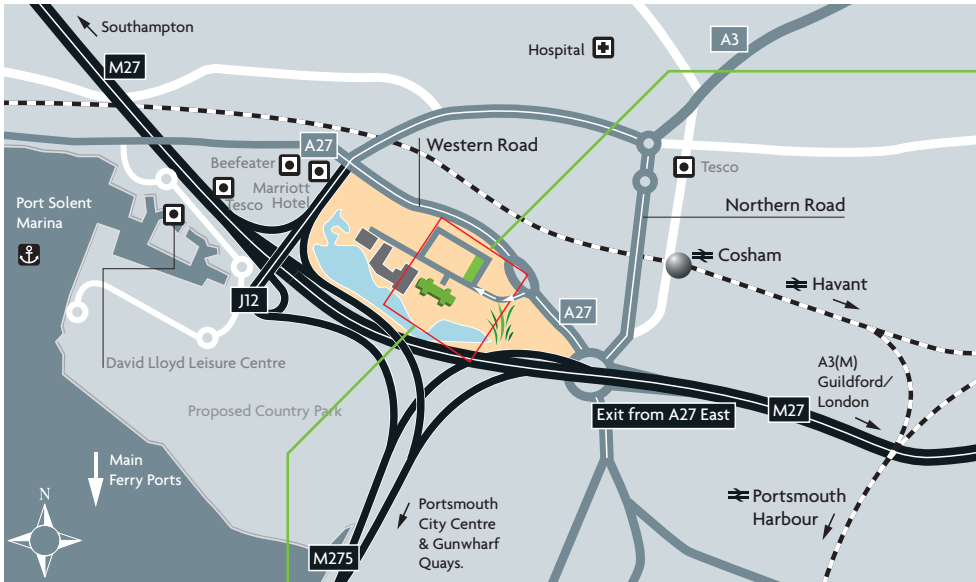 Southampton
M27
Hospital
A3
A27
Western Road
Beefeater
Marriott
Hotel
Tesco
Tesco
Port Solent
Marina
Northern Road
Cosham
Havant
J12
A27
David Lloyd Leisure Centre
A3(M)
Guildford/
London
Proposed Country Park
Exit from A27 East
M27
Main
Ferry Ports
N
Portsmouth
City Centre
& Gunwharf
Quays.
Portsmouth
Harbour
M275